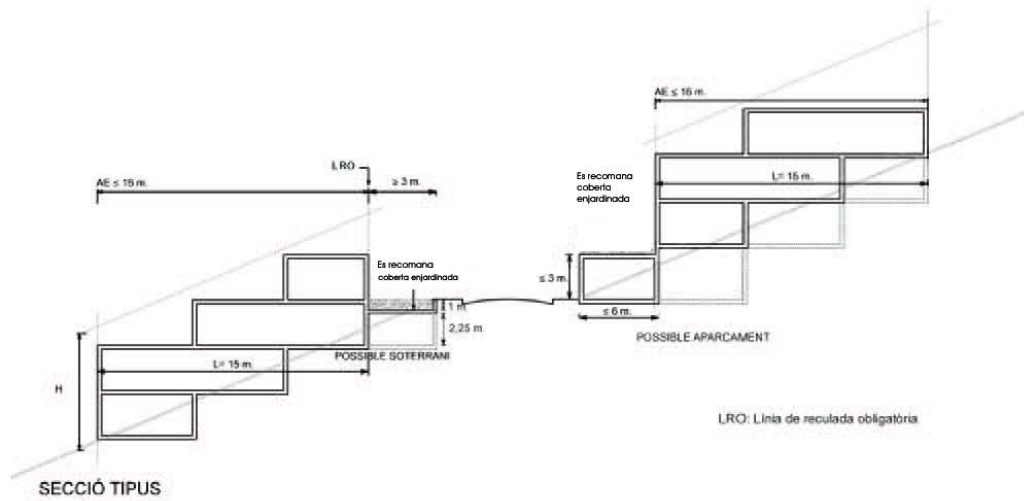 AE ≤ 16 m.
LRO
AE ≤ 15 m.
≥ 3 m.
Es recomana
coberta
enjardinada
L= 15 m.
Es recomana
coberta enjardinada
≤ 3 m.
1 m.
≤ 6 m.
2,25 m.
POSSIBLE APARCAMENT
POSSIBLE SOTERRANI
L= 15 m.
H
LRO: Línia de reculada obligatòria
SECCIÓ TIPUS